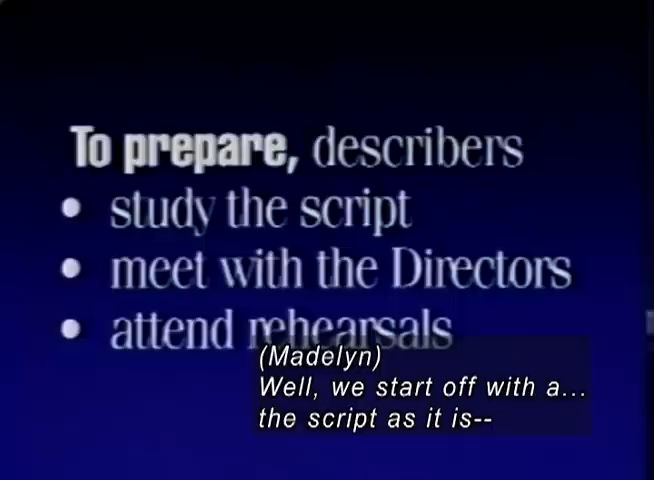 To prepare, describers
• study the script
• meet with the Directors
• attend rehearsals
(Madelyn)
Well, we start off with a...
the script as it is--